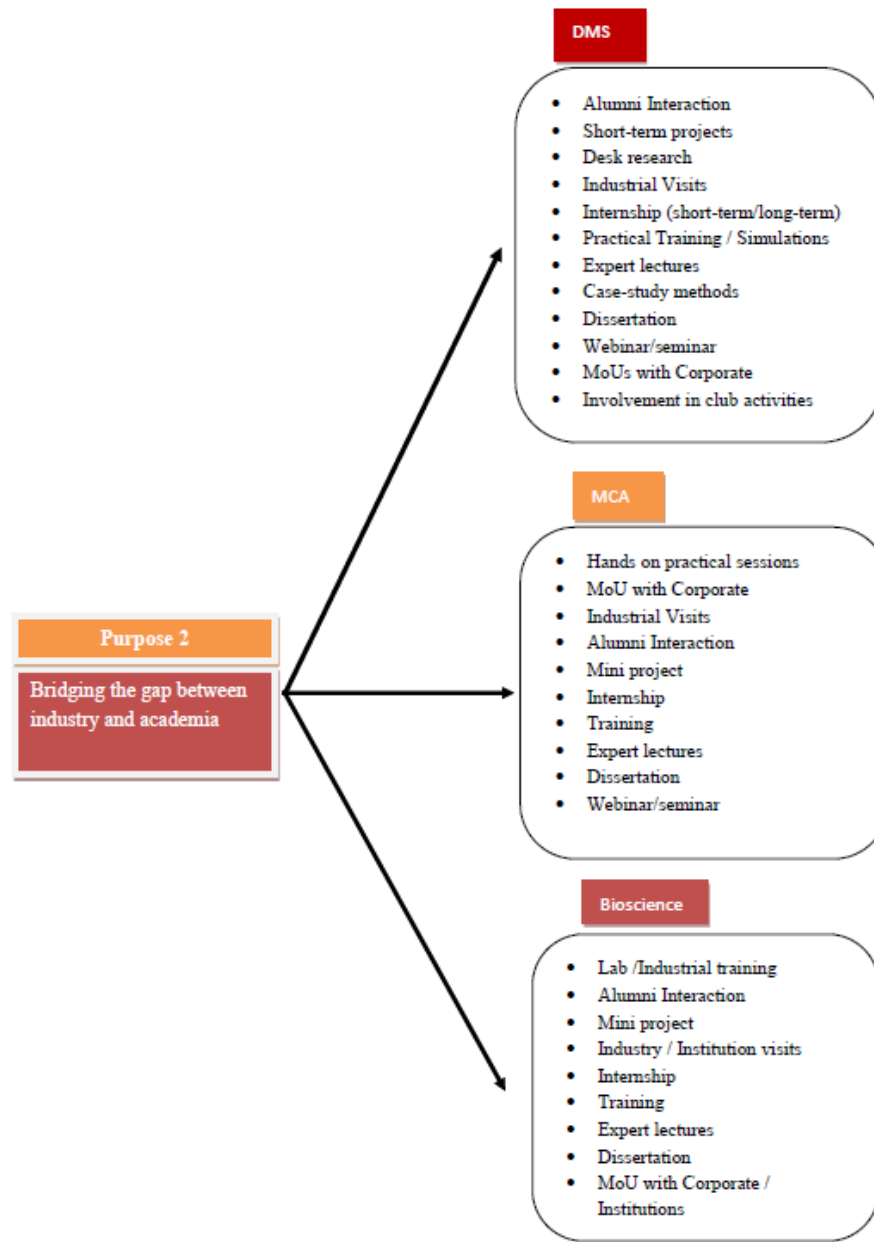 DMS
• Alumni Interaction
• Short-term projects
• Desk research
• Industrial Visits
• Internship (short-term/long-term)
• Practical Training / Simulations
• Expert lectures
• Case-study methods
• Dissertation
• Webinar/seminar
• MoUs with Corporate
• Involvement in club activities
MCA
• Hands on practical sessions
• MoU with Corporate
• Industrial Visits
• Alumni Interaction
• Mini project
• Internship
• Training
• Expert lectures
• Dissertation
• Webinar/seminar
Purpose 2
Bridging the gap between
industry and academia
Bioscience
• Lab /Industrial training
• Alumni Interaction
• Mini project
• Industry / Institution visits
• Internship
• Training
• Expert lectures
• Dissertation
• MoU with Corporate /
Institutions